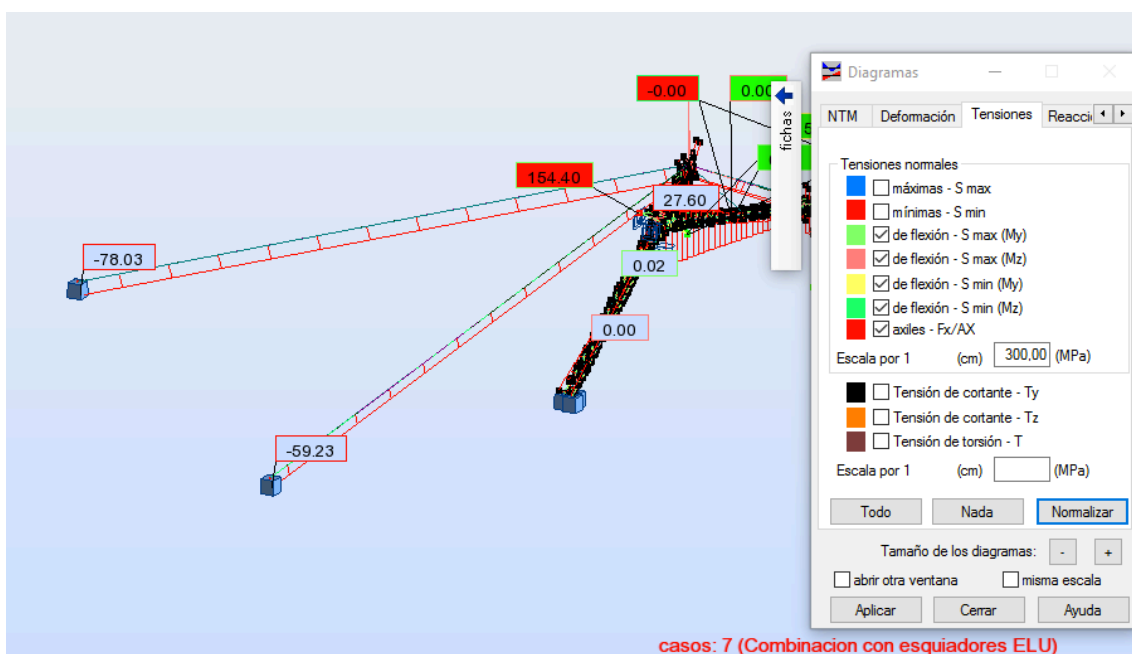 -0.00
0.00
154.40
27.60
-78.03
0.02
0.00
-59.23
fichas
Diagramas
NTM Deformación Tensiones Reacci
Tensiones normales
máximas - S max
mínimas - S min
de flexión - S max (My)
de flexión - S max (Mz)
de flexión - S min (My)
de flexión - S min (Mz)
axiles - Fx/AX
Escala por 1 (cm) 300,00 (MPa)
Tensión de cortante - Ty
Tensión de cortante - Tz
Tensión de torsión - T
Escala por 1 (cm) (MPa)
Todo Nada Normalizar
Tamaño de los diagramas: - +
abrir otra ventana misma escala
Aplicar Cerrar Ayuda
casos: 7 (Combinacion con esquiadores ELU)